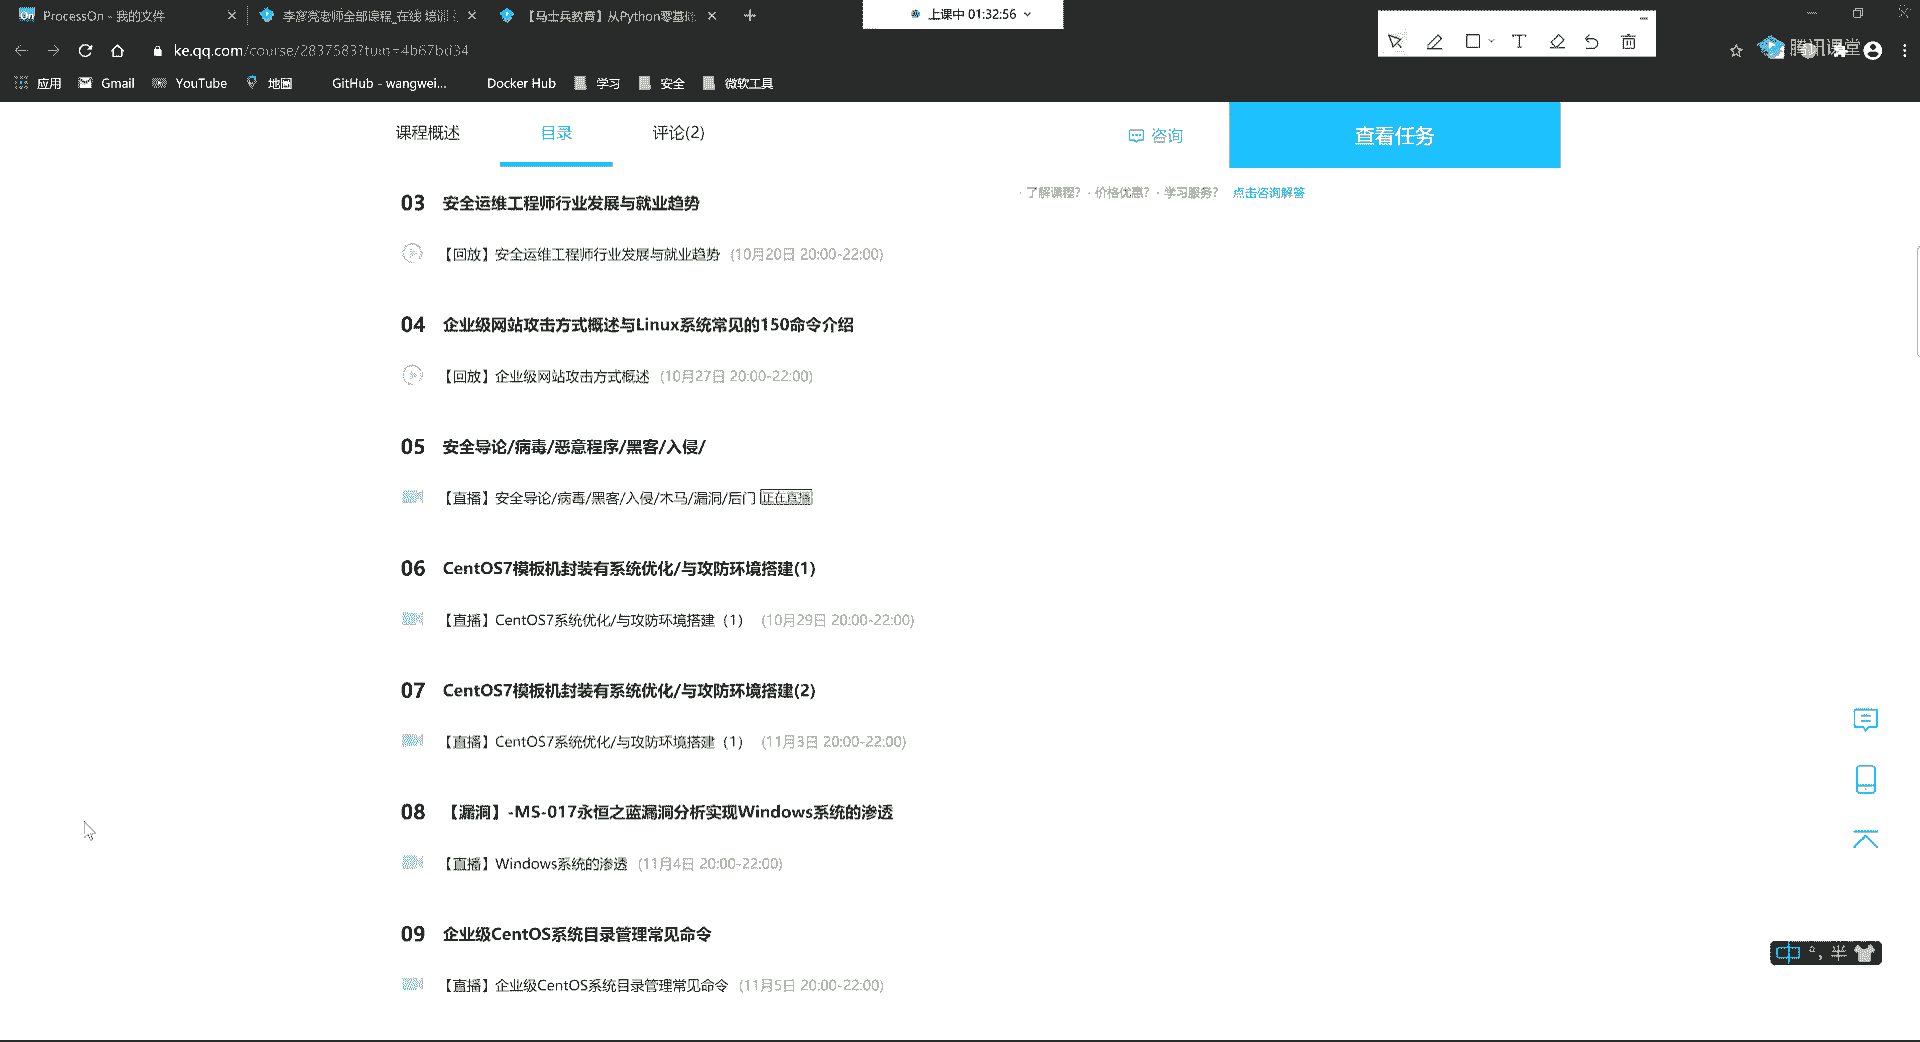 ProcessOn - 我的文件
李彦亮老师全部课程_在线 培训
【马士兵教育】从Python零基
上课中 01:32:56
ke.qq.com/course/2837583?tuin=4b67bd34
腾讯课堂
应用
Gmail
YouTube
地图
GitHub - wangwei...
Docker Hub
学习
安全
微软工具
课程概述
目录
评论(2)
咨询
查看任务
· 了解课程? · 价格优惠? · 学习服务? 点击咨询解答
03 安全运维工程师行业发展与就业趋势
【回放】安全运维工程师行业发展与就业趋势 (10月20日 20:00-22:00)
04 企业级网站攻击方式概述与Linux系统常见的150命令介绍
【回放】企业级网站攻击方式概述 (10月27日 20:00-22:00)
05 安全导论/病毒/恶意程序/黑客/入侵/
【直播】安全导论/病毒/黑客/入侵/木马/漏洞/后门 正在直播
06 CentOS7模板机封装有系统优化/与攻防环境搭建(1)
【直播】CentOS7系统优化/与攻防环境搭建（1） (10月29日 20:00-22:00)
07 CentOS7模板机封装有系统优化/与攻防环境搭建(2)
【直播】CentOS7系统优化/与攻防环境搭建（1） (11月3日 20:00-22:00)
08 【漏洞】-MS-017永恒之蓝漏洞分析实现Windows系统的渗透
【直播】Windows系统的渗透 (11月4日 20:00-22:00)
09 企业级CentOS系统目录管理常见命令
【直播】企业级CentOS系统目录管理常见命令 (11月5日 20:00-22:00)
中 °, 半